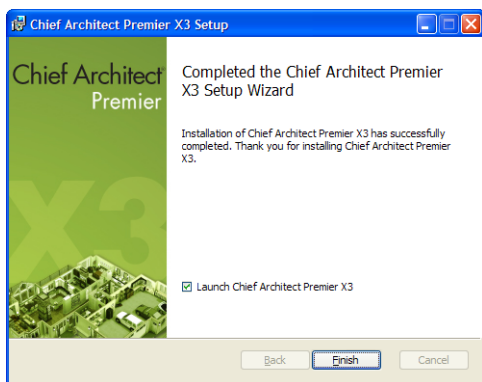 Chief Architect Premier X3 Setup
Chief Architect®
Premier
X3
Completed the Chief Architect Premier
X3 Setup Wizard
Installation of Chief Architect Premier X3 has successfully
completed. Thank you for installing Chief Architect Premier
X3.
Launch Chief Architect Premier X3
Back
Finish
Cancel